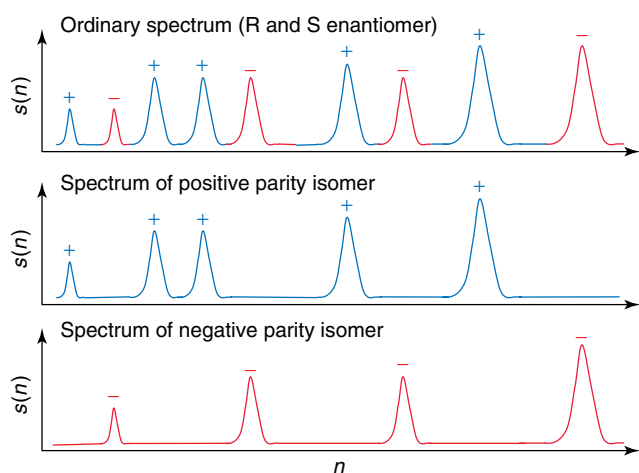 Ordinary spectrum (R and S enantiomer)
+ − + + − + − + −
s(n)
Spectrum of positive parity isomer
+ + + + +
s(n)
Spectrum of negative parity isomer
− − − −
s(n)
n